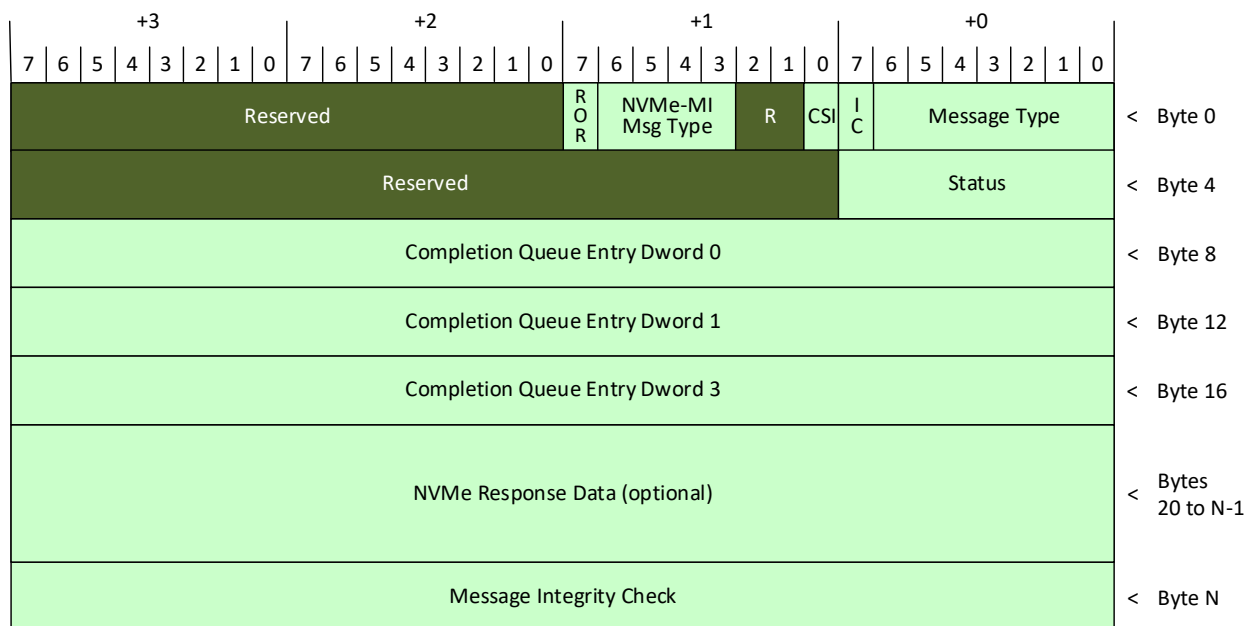 +3 +2 +1 +0
7 6 5 4 3 2 1 0 7 6 5 4 3 2 1 0 7 6 5 4 3 2 1 0 7 6 5 4 3 2 1 0
Reserved ROR NVMe-MI Msg Type R CSI IC Message Type < Byte 0
Reserved Status < Byte 4
Completion Queue Entry Dword 0 < Byte 8
Completion Queue Entry Dword 1 < Byte 12
Completion Queue Entry Dword 3 < Byte 16
NVMe Response Data (optional) < Bytes 20 to N-1
Message Integrity Check < Byte N